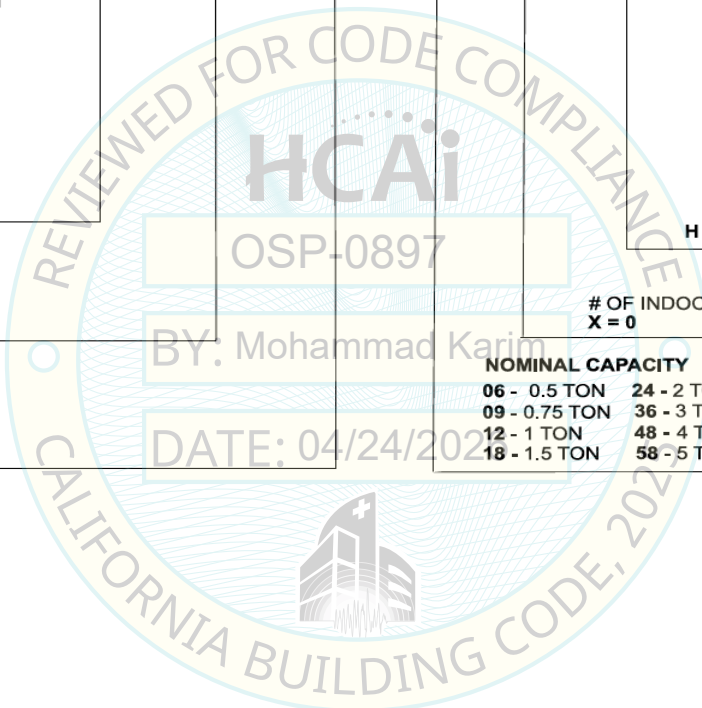 REVIEWED FOR CODE COMPLIANCE
HCAi
OSP-0897
H
# OF INDOO
X = 0
BY: Mohammad Karim
NOMINAL CAPACITY
06 - 0.5 TON 24 - 2 T
09 - 0.75 TON 36 - 3 T
12 - 1 TON 48 - 4 T
18 - 1.5 TON 58 - 5 T
DATE: 04/24/2026
CALIFORNIA BUILDING CODE, 2025